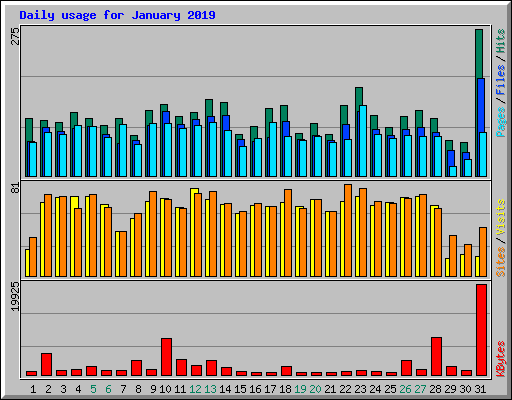 Daily usage for January 2019
275
Pages/Files/Hits
81
Sites/Visits
19925
KBytes
1 2 3 4 5 6 7 8 9 10 11 12 13 14 15 16 17 18 19 20 21 22 23 24 25 26 27 28 29 30 31